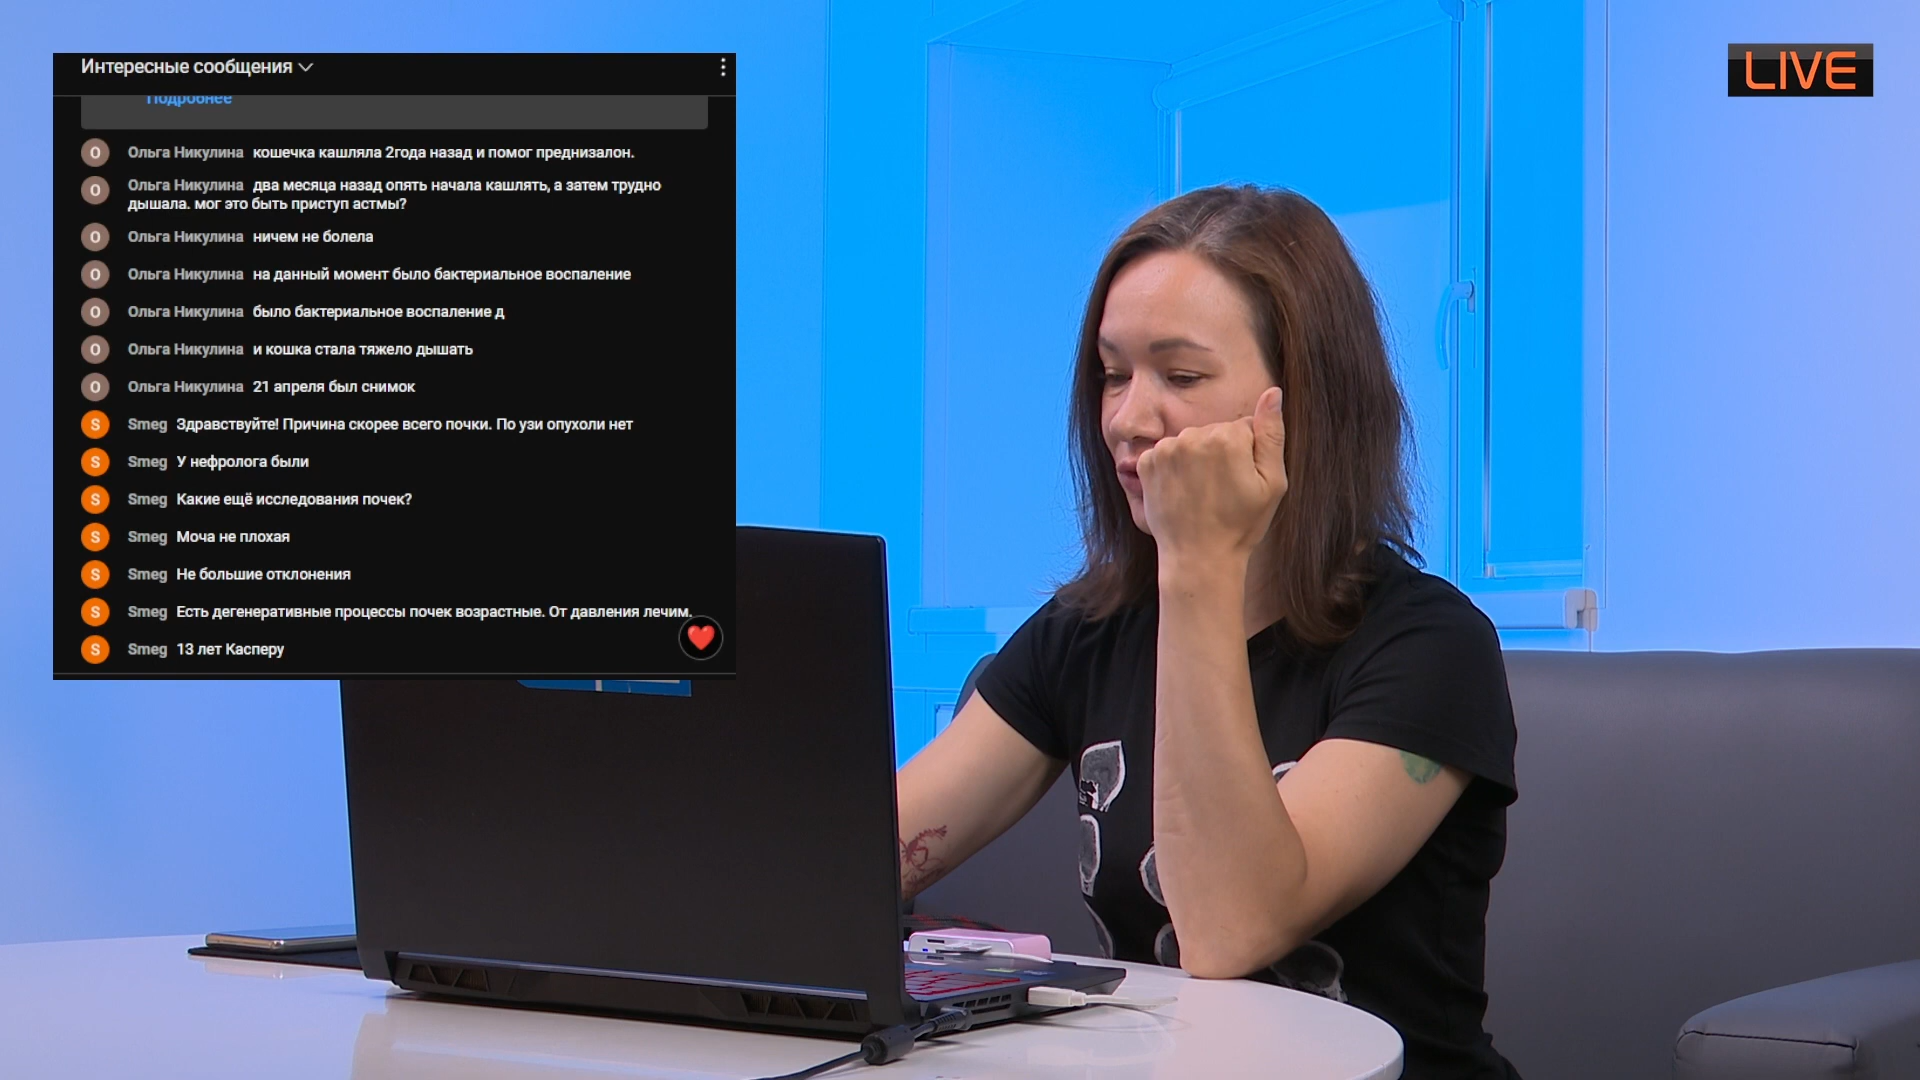 Интересные сообщения
Подробнее
О Ольга Никулина кошечка кашляла 2года назад и помог преднизалон.
О Ольга Никулина два месяца назад опять начала кашлять, а затем трудно
дышала. мог это быть приступ астмы?
О Ольга Никулина ничем не болела
О Ольга Никулина на данный момент было бактериальное воспаление
О Ольга Никулина было бактериальное воспаление д
О Ольга Никулина и кошка стала тяжело дышать
О Ольга Никулина 21 апреля был снимок
S Smeg Здравствуйте! Причина скорее всего почки. По узи опухоли нет
S Smeg У нефролога были
S Smeg Какие ещё исследования почек?
S Smeg Моча не плохая
S Smeg Не большие отклонения
S Smeg Есть дегенеративные процессы почек возрастные. От давления лечим.
S Smeg 13 лет Касперу
LIVE